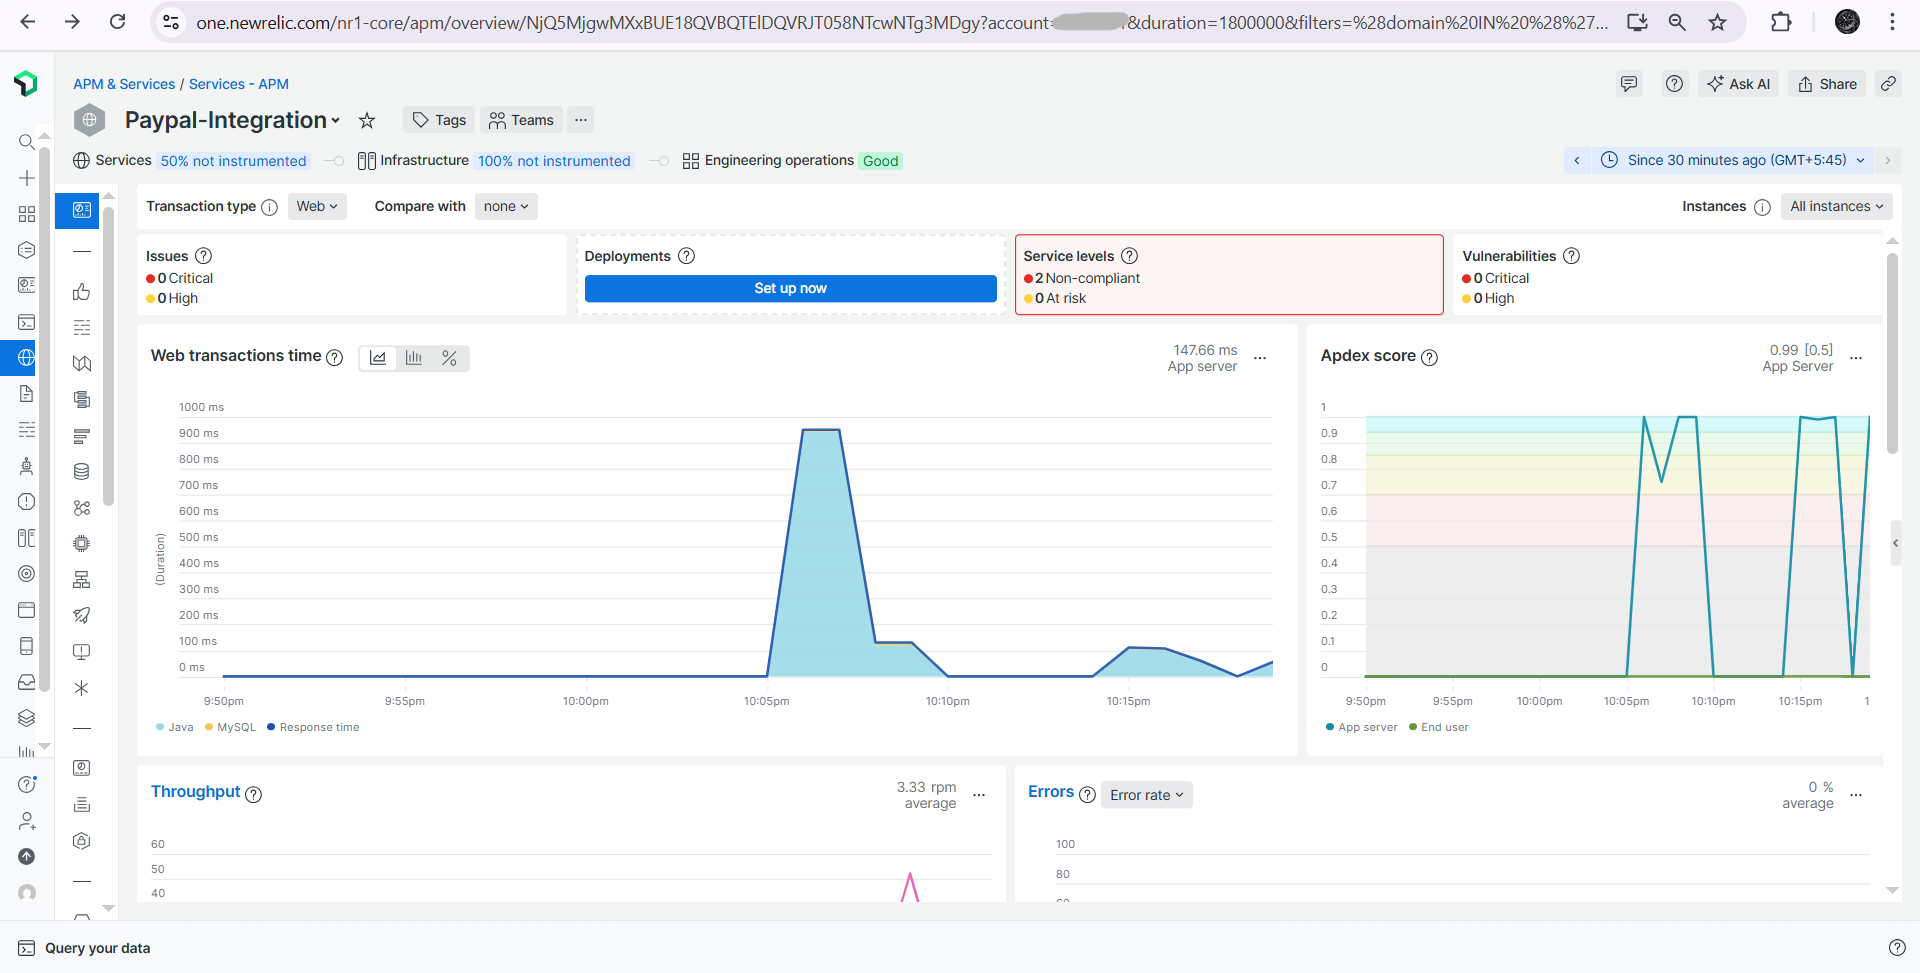 one.newrelic.com/nr1-core/apm/overview/NjQ5MjgwMXxBUE18QVBQTElDQVRJT058NTcwNTg3MDgy?account=
&duration=1800000&filters=%28domain%20IN%20%28%27...
APM & Services / Services - APM
Ask AI
Share
Paypal-Integration
Tags
Teams
...
Services 50% not instrumented
Infrastructure 100% not instrumented
Engineering operations Good
Since 30 minutes ago (GMT+5:45)
Transaction type
Web
Compare with
none
Instances
All instances
Issues
0 Critical
0 High
Deployments
Set up now
Service levels
2 Non-compliant
0 At risk
Vulnerabilities
0 Critical
0 High
Web transactions time
147.66 ms
App server
1000 ms
900 ms
800 ms
700 ms
600 ms
500 ms
400 ms
300 ms
200 ms
100 ms
0 ms
(Duration)
9:50pm 9:55pm 10:00pm 10:05pm 10:10pm 10:15pm
Java MySQL Response time
Apdex score
0.99 [0.5]
App Server
1
0.9
0.8
0.7
0.6
0.5
0.4
0.3
0.2
0.1
0
9:50pm 9:55pm 10:00pm 10:05pm 10:10pm 10:15pm 1
App server End user
Throughput
3.33 rpm
average
60
50
40
Errors
Error rate
0 %
average
100
80
Query your data